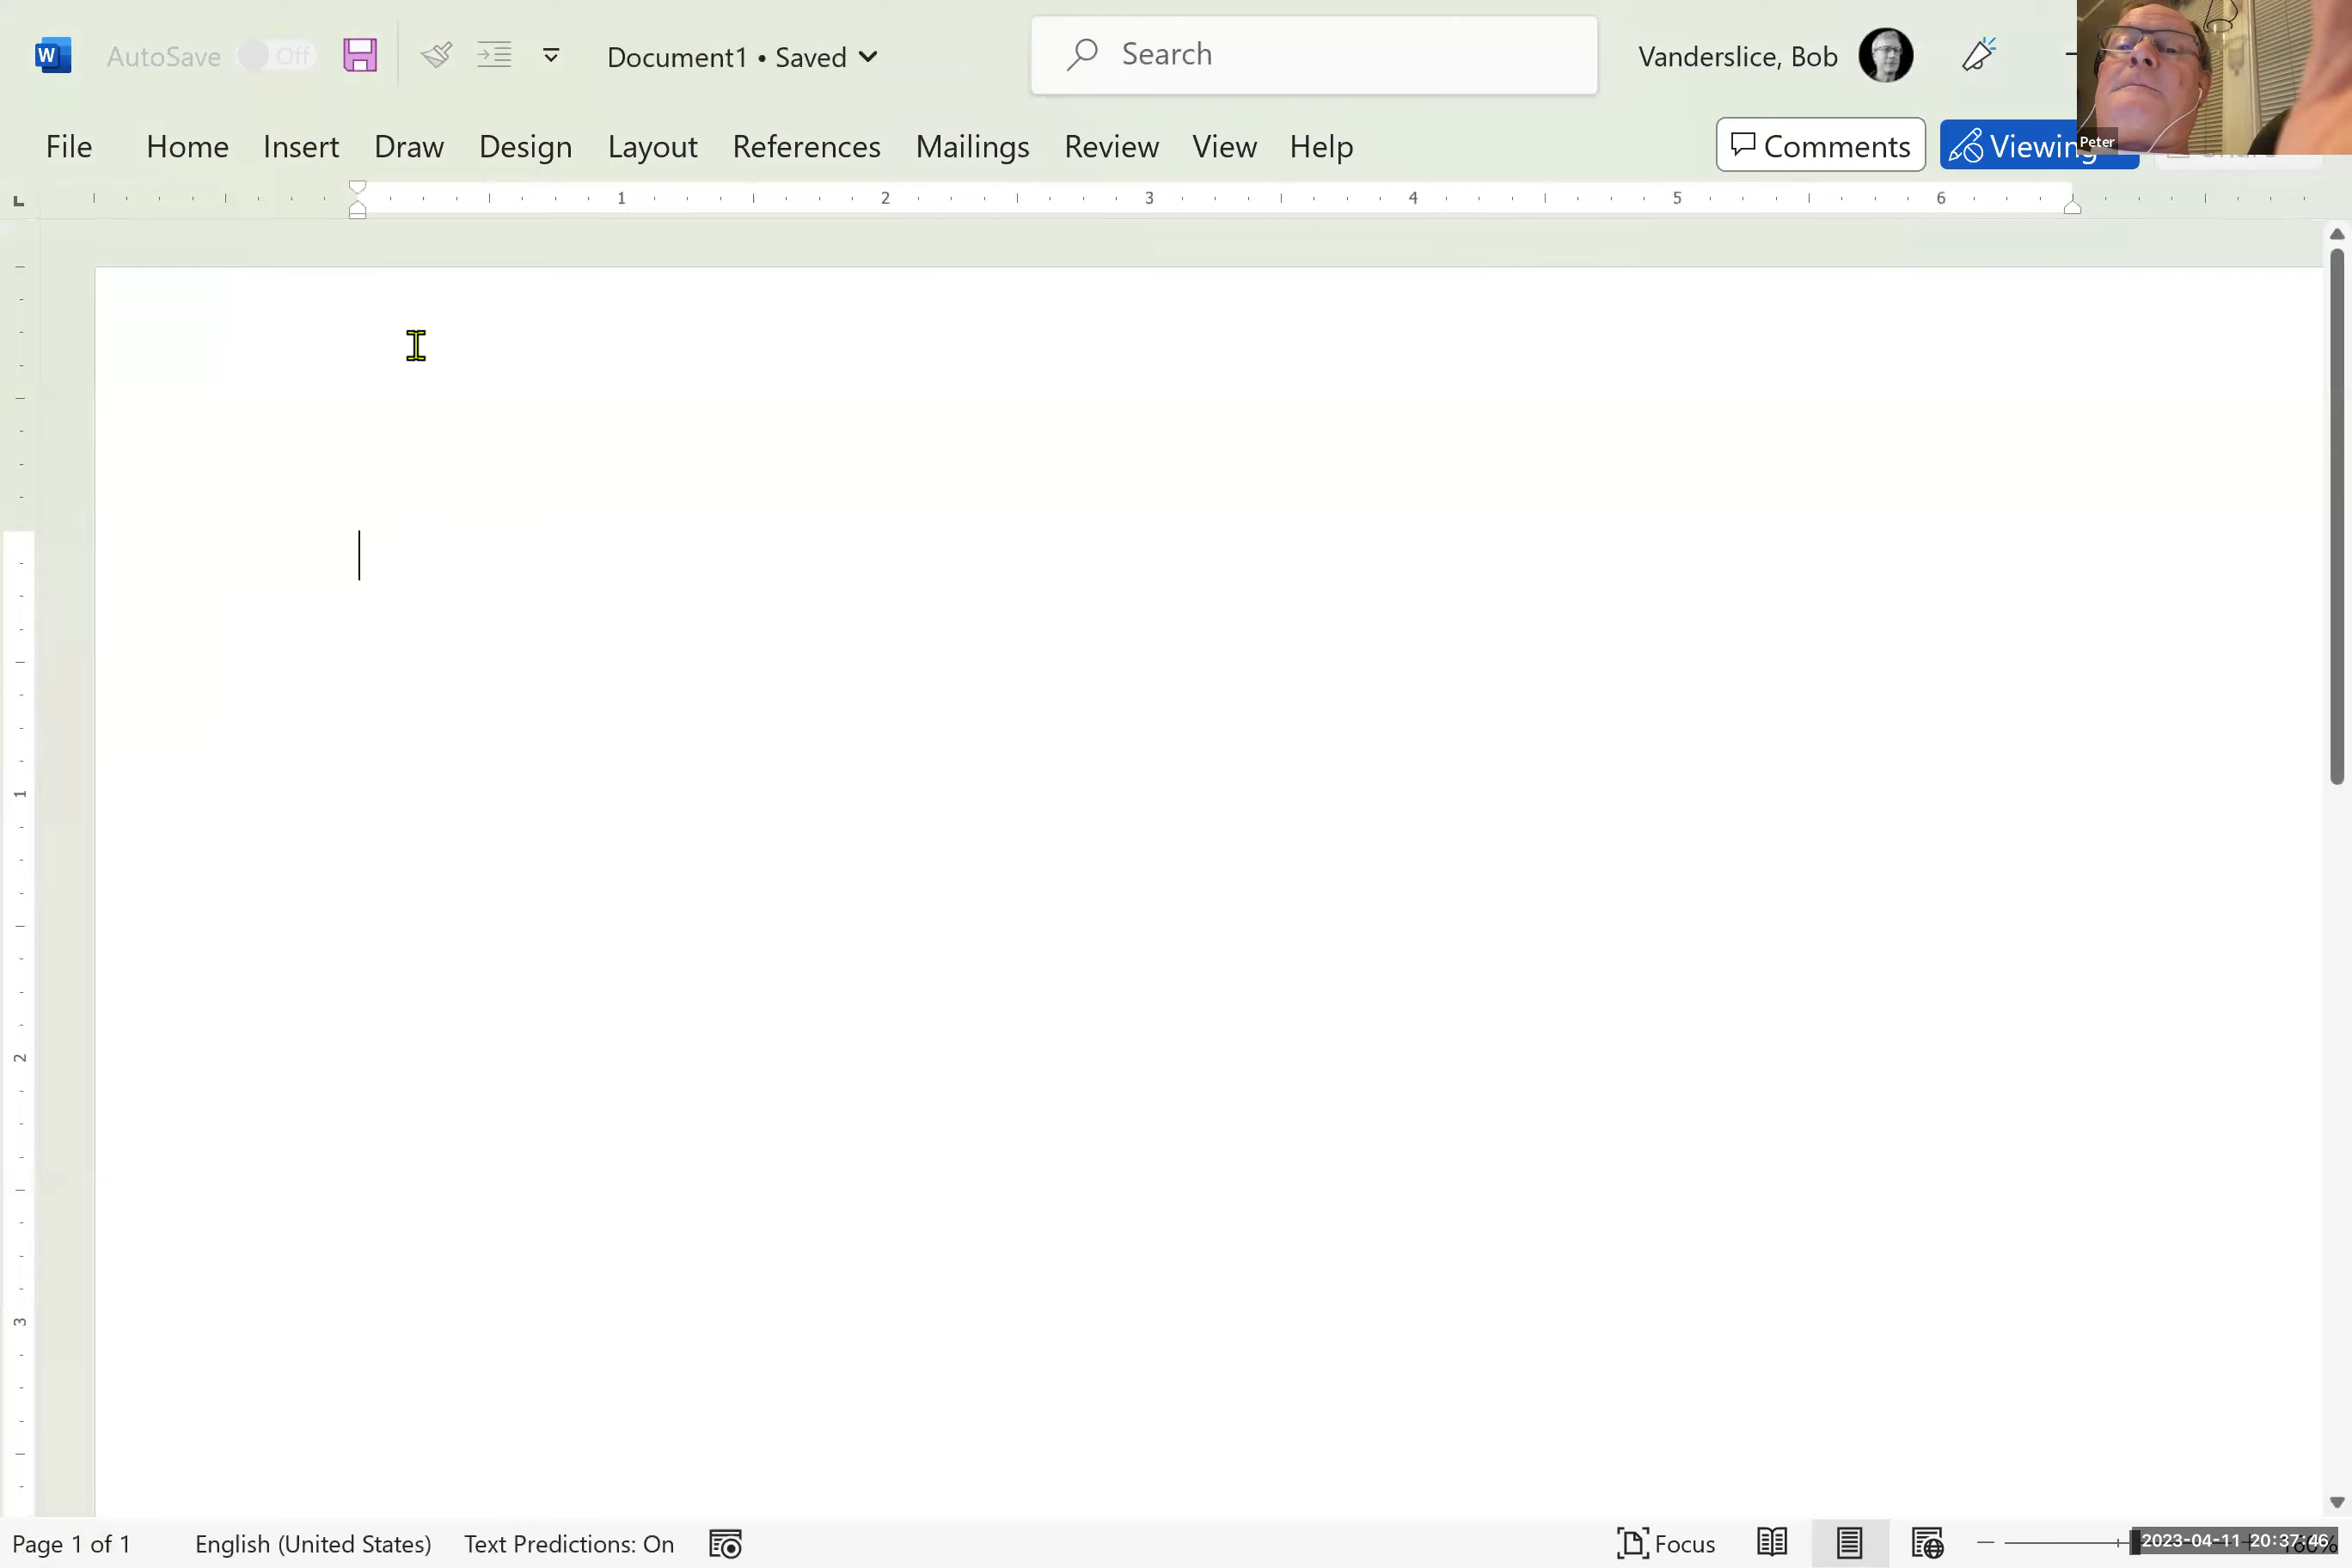 W AutoSave Off Document1 • Saved Search Vanderslice, Bob
File Home Insert Draw Design Layout References Mailings Review View Help Comments Viewing
Peter
1 2 3 4 5 6
1
2
3
Page 1 of 1 English (United States) Text Predictions: On Focus 2023-04-11 20:37:46